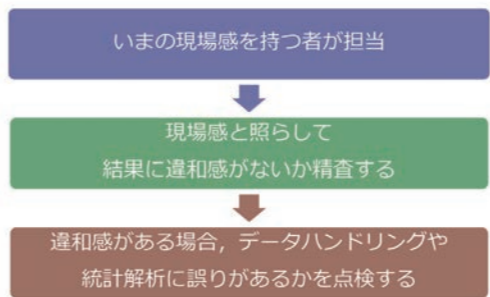 いまの現場感を持つ者が担当
現場感と照らして
結果に違和感がないか精査する
違和感がある場合，データハンドリングや
統計解析に誤りがあるかを点検する